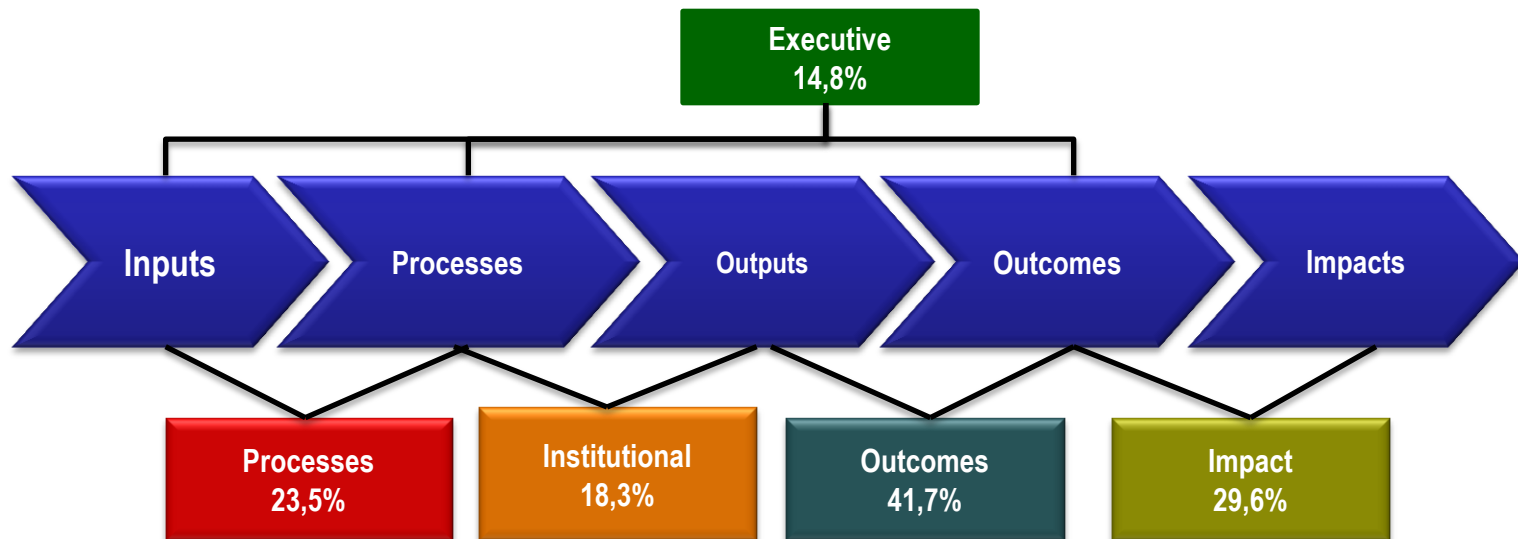 Executive
14,8%
Inputs
Processes
Outputs
Outcomes
Impacts
Processes
23,5%
Institutional
18,3%
Outcomes
41,7%
Impact
29,6%